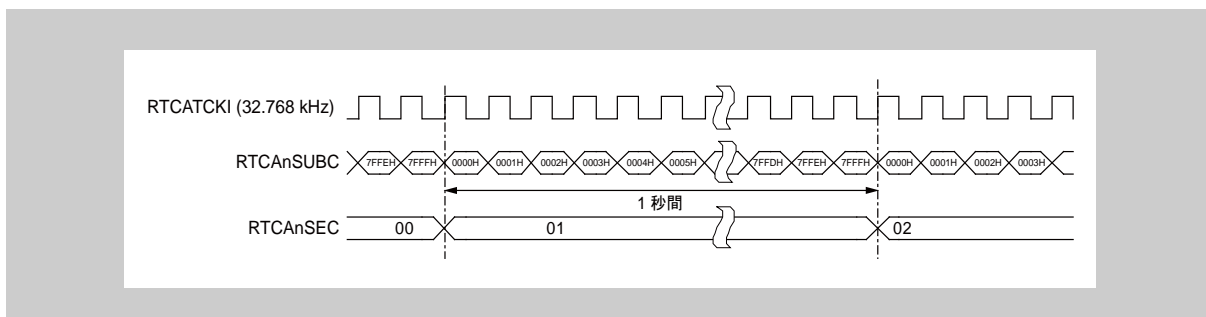 RTCATCKI (32.768 kHz)
RTCAnSUBC 7FFEH 7FFFH 0000H 0001H 0002H 0003H 0004H 0005H 7FFDH 7FFEH 7FFFH 0000H 0001H 0002H 0003H
1 秒間
RTCAnSEC 00 01 02